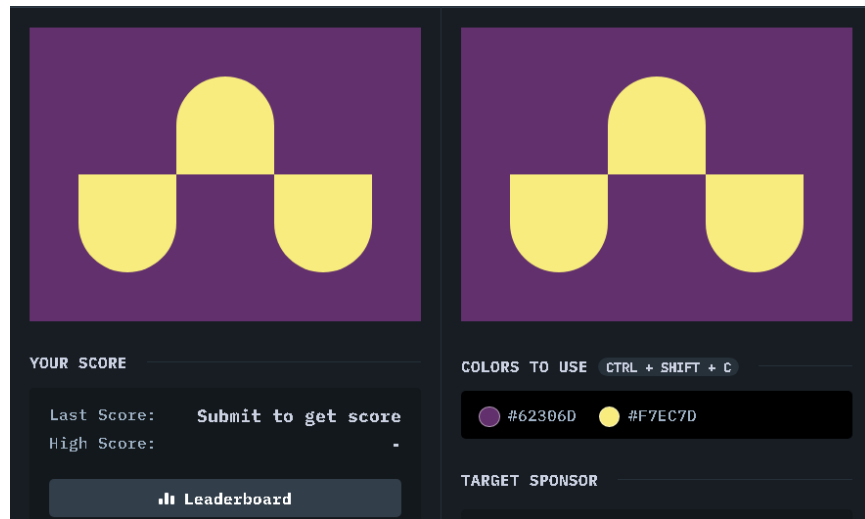 YOUR SCORE
Last Score: Submit to get score
High Score: -
Leaderboard
COLORS TO USE CTRL + SHIFT + C
#62306D #F7EC7D
TARGET SPONSOR